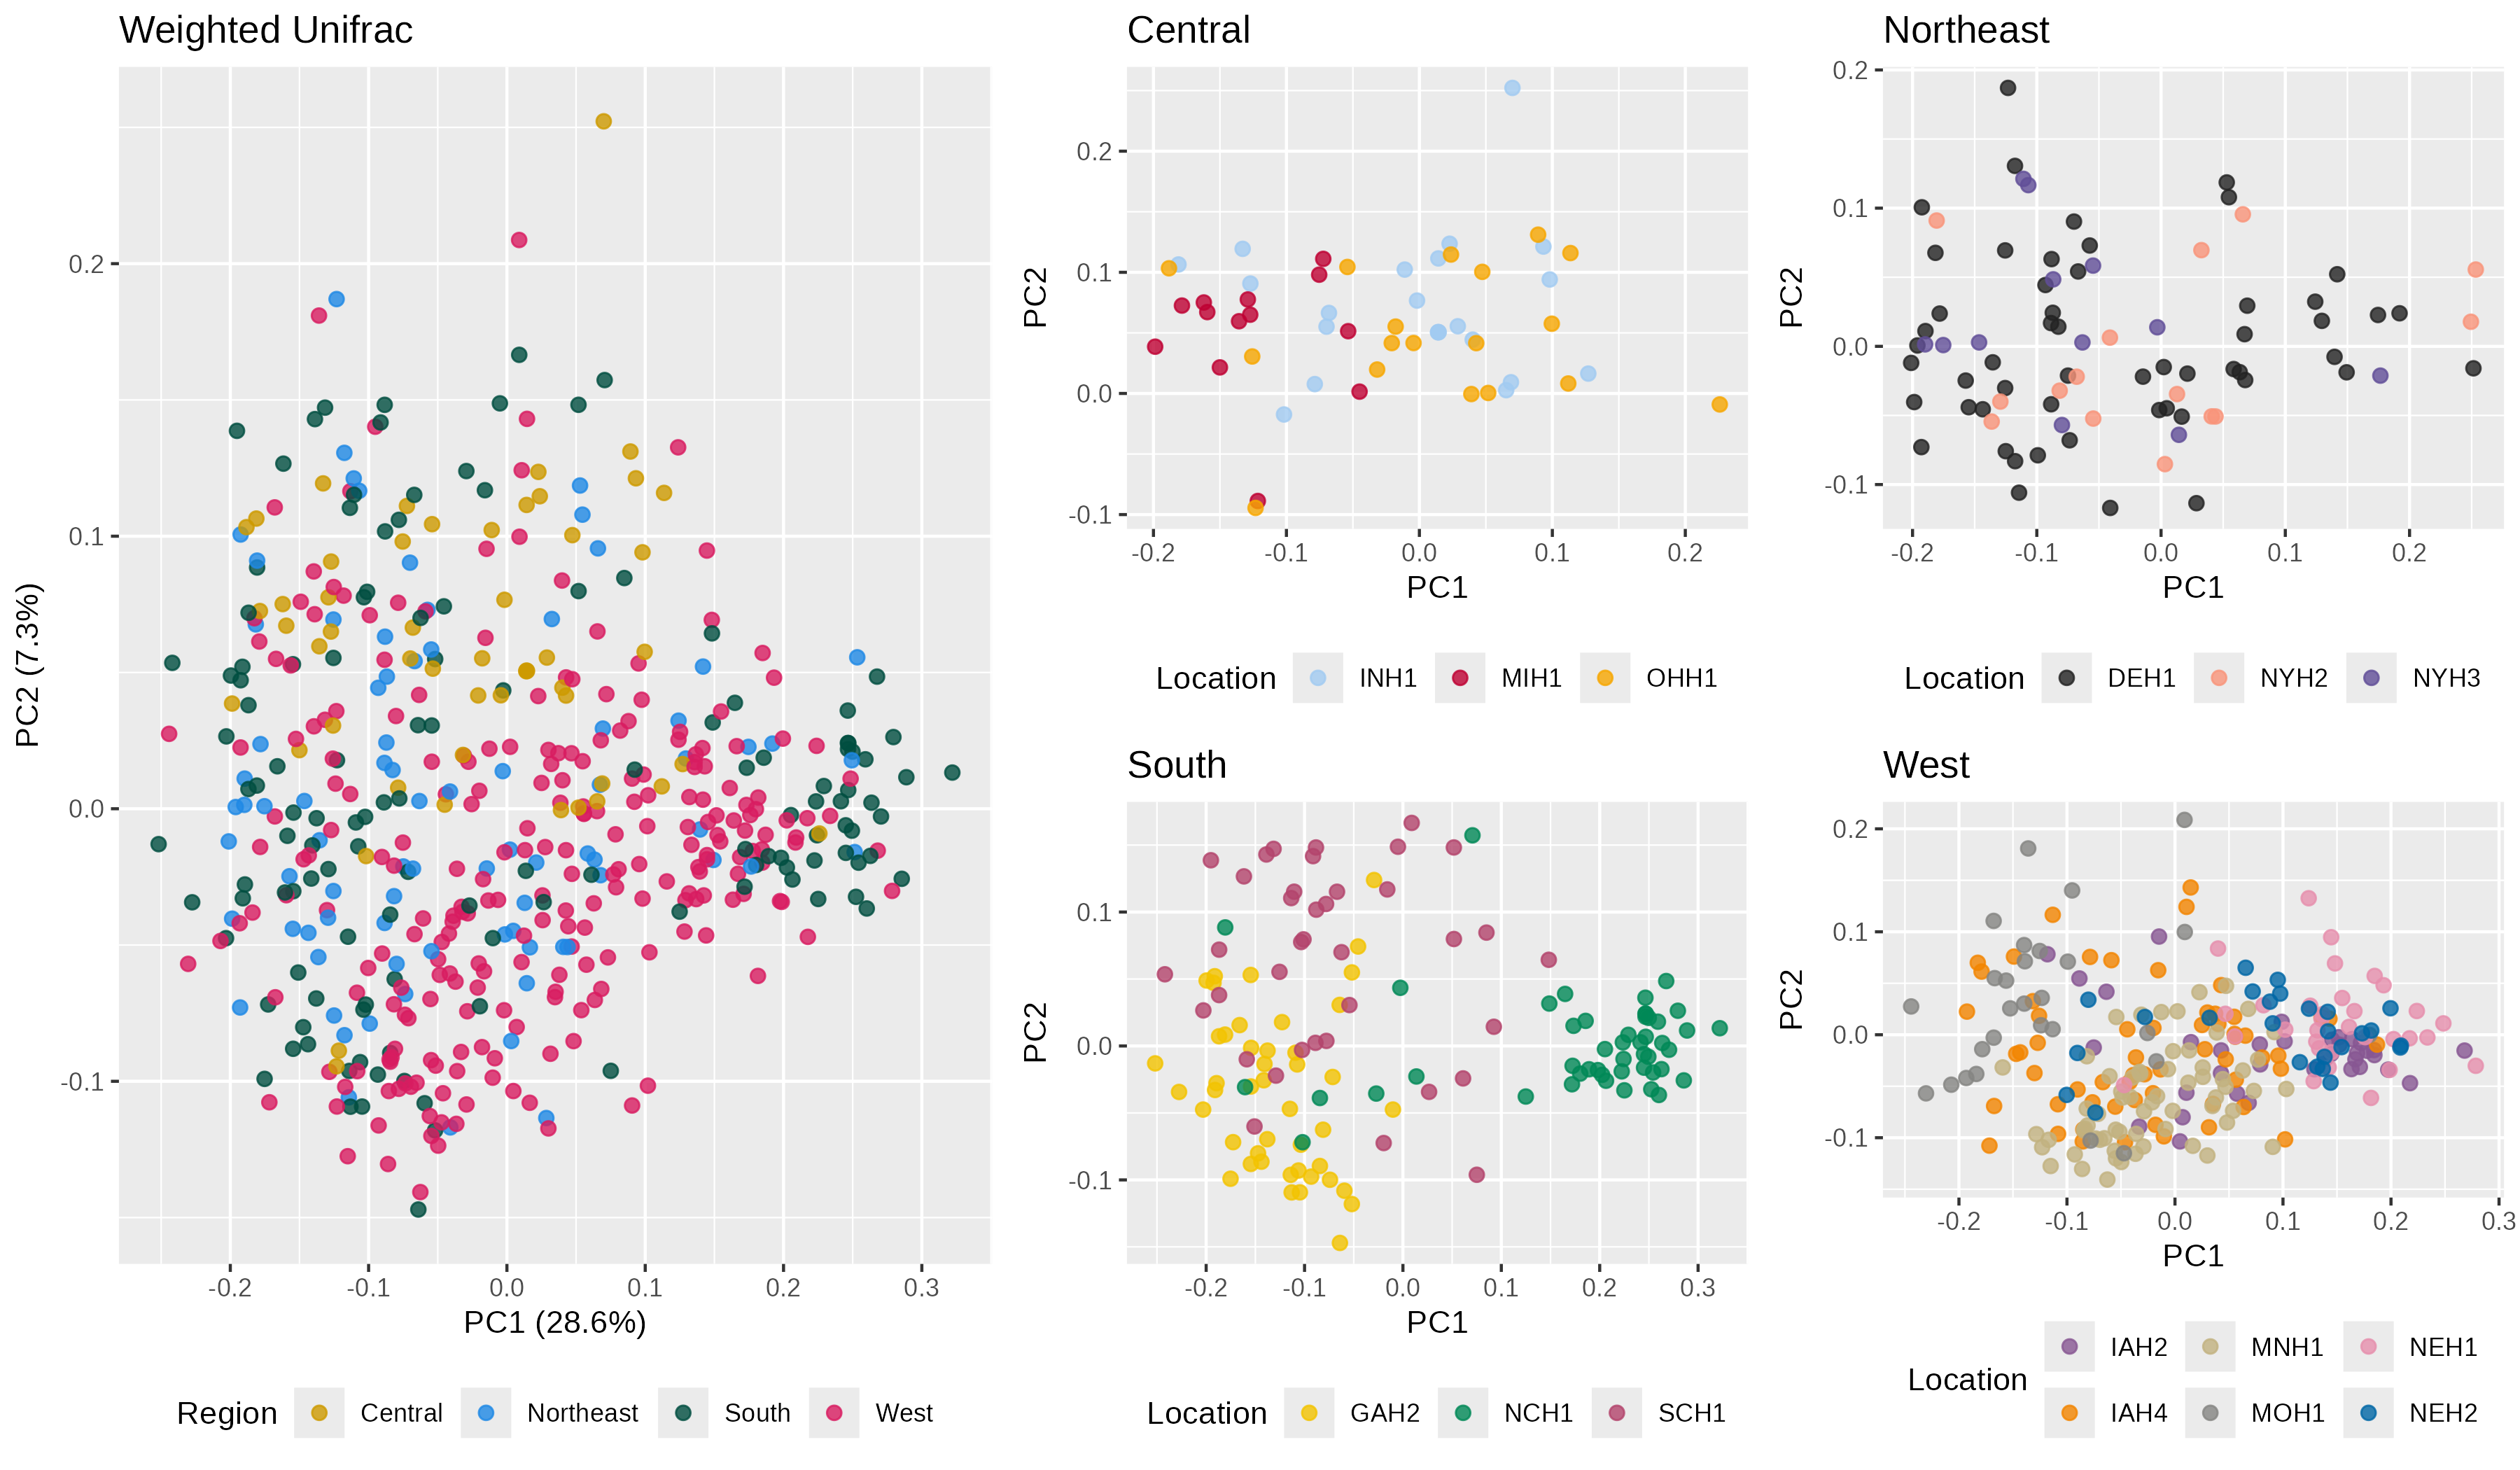 Weighted Unifrac
PC2 (7.3%)
0.2
0.1
0.0
-0.1
-0.2 -0.1 0.0 0.1 0.2 0.3
PC1 (28.6%)
Region Central Northeast South West
Central
PC2
0.2
0.1
0.0
-0.1
-0.2 -0.1 0.0 0.1 0.2
PC1
Location INH1 MIH1 OHH1
Northeast
PC2
0.2
0.1
0.0
-0.1
-0.2 -0.1 0.0 0.1 0.2
PC1
Location DEH1 NYH2 NYH3
South
PC2
0.1
0.0
-0.1
-0.2 -0.1 0.0 0.1 0.2 0.3
PC1
Location GAH2 NCH1 SCH1
West
PC2
0.2
0.1
0.0
-0.1
-0.2 -0.1 0.0 0.1 0.2 0.3
PC1
Location
IAH2 MNH1 NEH1
IAH4 MOH1 NEH2